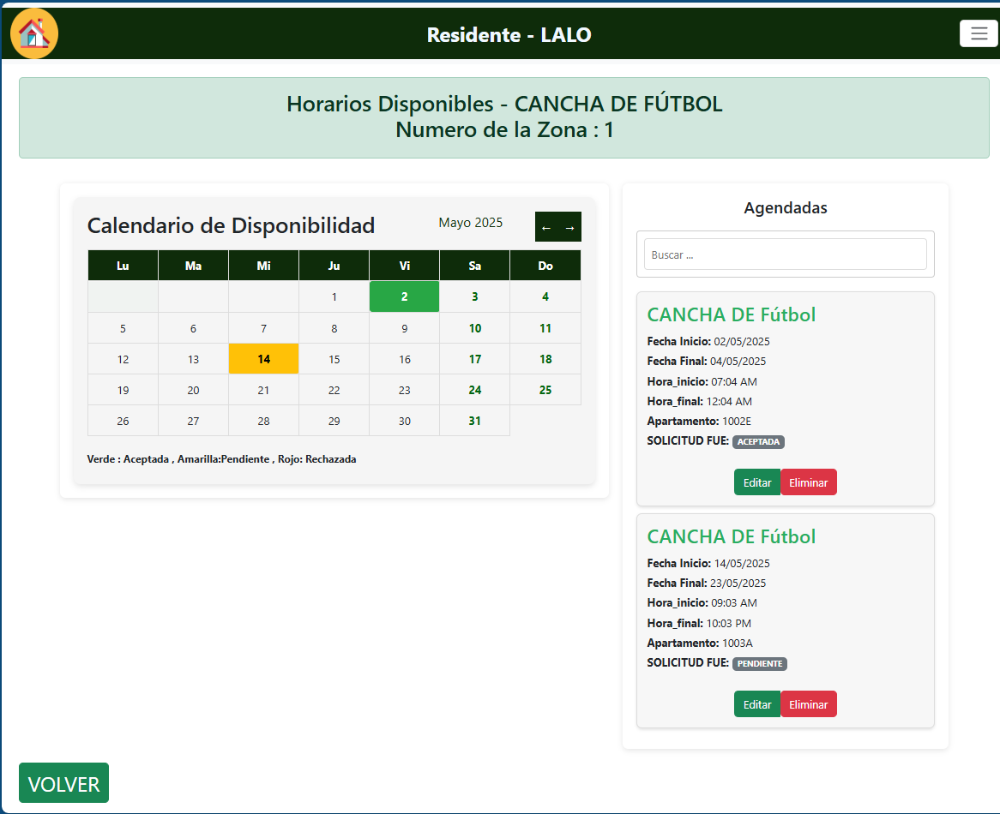 Residente - LALO
Horarios Disponibles - CANCHA DE FÚTBOL
Numero de la Zona : 1
Calendario de Disponibilidad Mayo 2025 ← →
Lu Ma Mi Ju Vi Sa Do
1 2 3 4
5 6 7 8 9 10 11
12 13 14 15 16 17 18
19 20 21 22 23 24 25
26 27 28 29 30 31
Verde : Aceptada , Amarilla:Pendiente , Rojo: Rechazada
Agendadas
Buscar ...
CANCHA DE Fútbol
Fecha Inicio: 02/05/2025
Fecha Final: 04/05/2025
Hora_inicio: 07:04 AM
Hora_final: 12:04 AM
Apartamento: 1002E
SOLICITUD FUE: ACEPTADA
Editar Eliminar
CANCHA DE Fútbol
Fecha Inicio: 14/05/2025
Fecha Final: 23/05/2025
Hora_inicio: 09:03 AM
Hora_final: 10:03 PM
Apartamento: 1003A
SOLICITUD FUE: PENDIENTE
Editar Eliminar
VOLVER